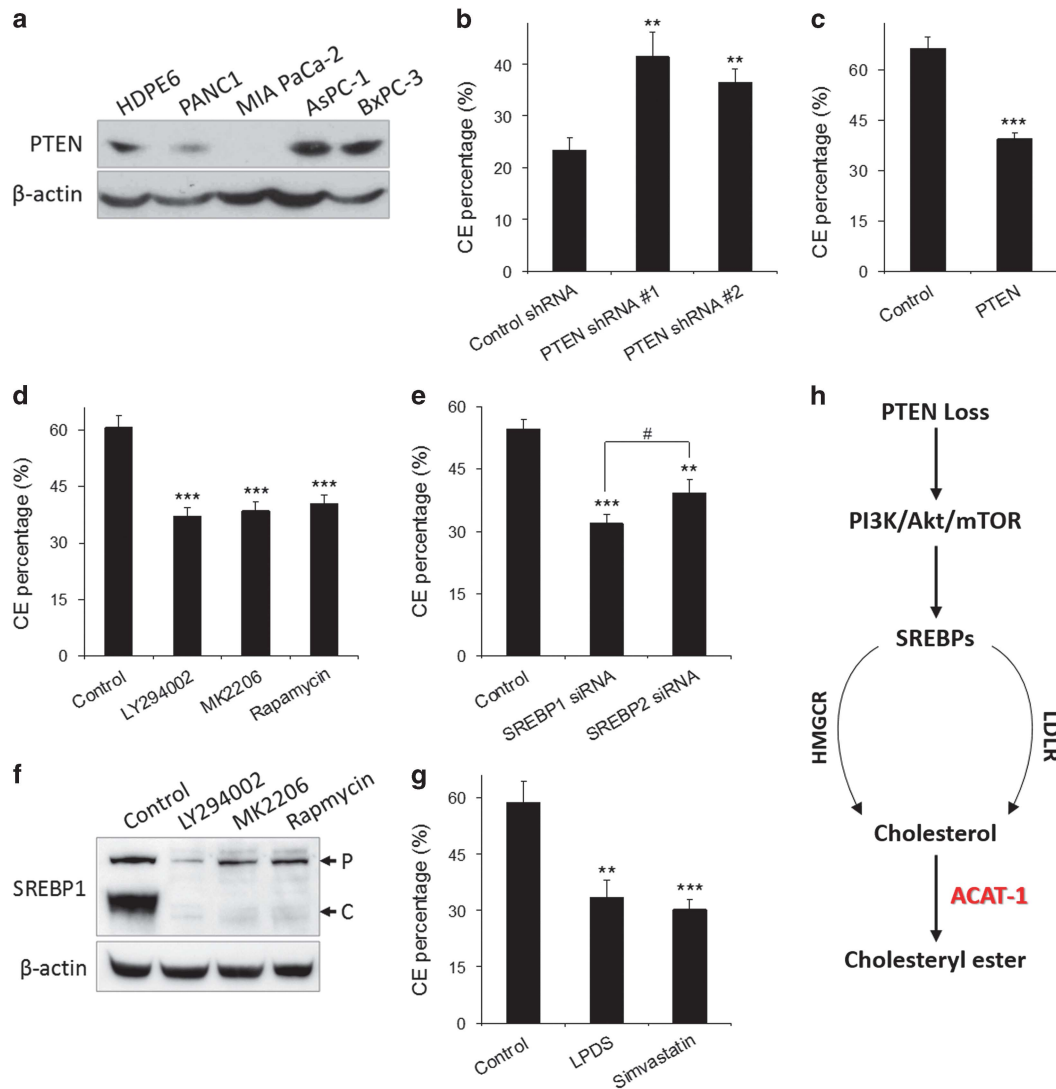 a
HDPE6
PANC1
MIA PaCa-2
AsPC-1
BxPC-3
PTEN
β-actin
b
CE percentage (%)
40
30
20
10
0
**
**
Control shRNA
PTEN shRNA #1
PTEN shRNA #2
c
CE percentage (%)
60
45
30
15
0
***
Control
PTEN
d
CE percentage (%)
60
45
30
15
0
***
***
***
Control
LY294002
MK2206
Rapamycin
e
CE percentage (%)
60
45
30
15
0
#
***
**
Control
SREBP1 siRNA
SREBP2 siRNA
f
Control
LY294002
MK2206
Rapmycin
SREBP1
P
C
β-actin
g
CE percentage (%)
60
45
30
15
0
**
***
Control
LPDS
Simvastatin
h
PTEN Loss
PI3K/Akt/mTOR
SREBPs
HMGCR
LDLR
Cholesterol
ACAT-1
Cholesteryl ester